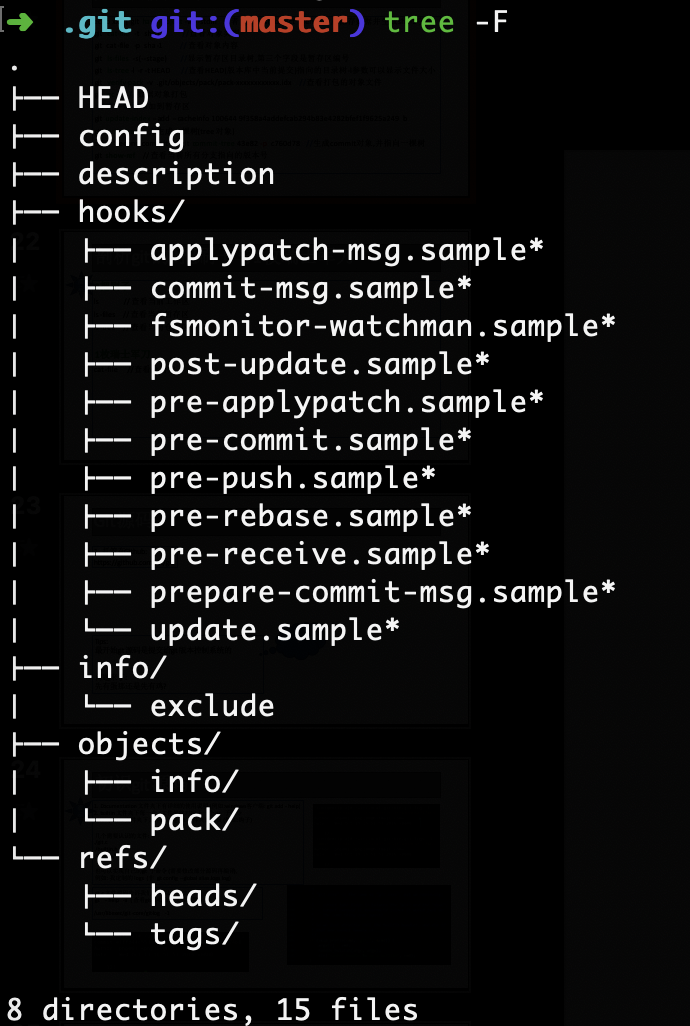 ➜ .git git:(master) tree -F
.
├── HEAD
├── config
├── description
├── hooks/
│   ├── applypatch-msg.sample*
│   ├── commit-msg.sample*
│   ├── fsmonitor-watchman.sample*
│   ├── post-update.sample*
│   ├── pre-applypatch.sample*
│   ├── pre-commit.sample*
│   ├── pre-push.sample*
│   ├── pre-rebase.sample*
│   ├── pre-receive.sample*
│   ├── prepare-commit-msg.sample*
│   └── update.sample*
├── info/
│   └── exclude
├── objects/
│   ├── info/
│   └── pack/
└── refs/
    ├── heads/
    └── tags/
8 directories, 15 files